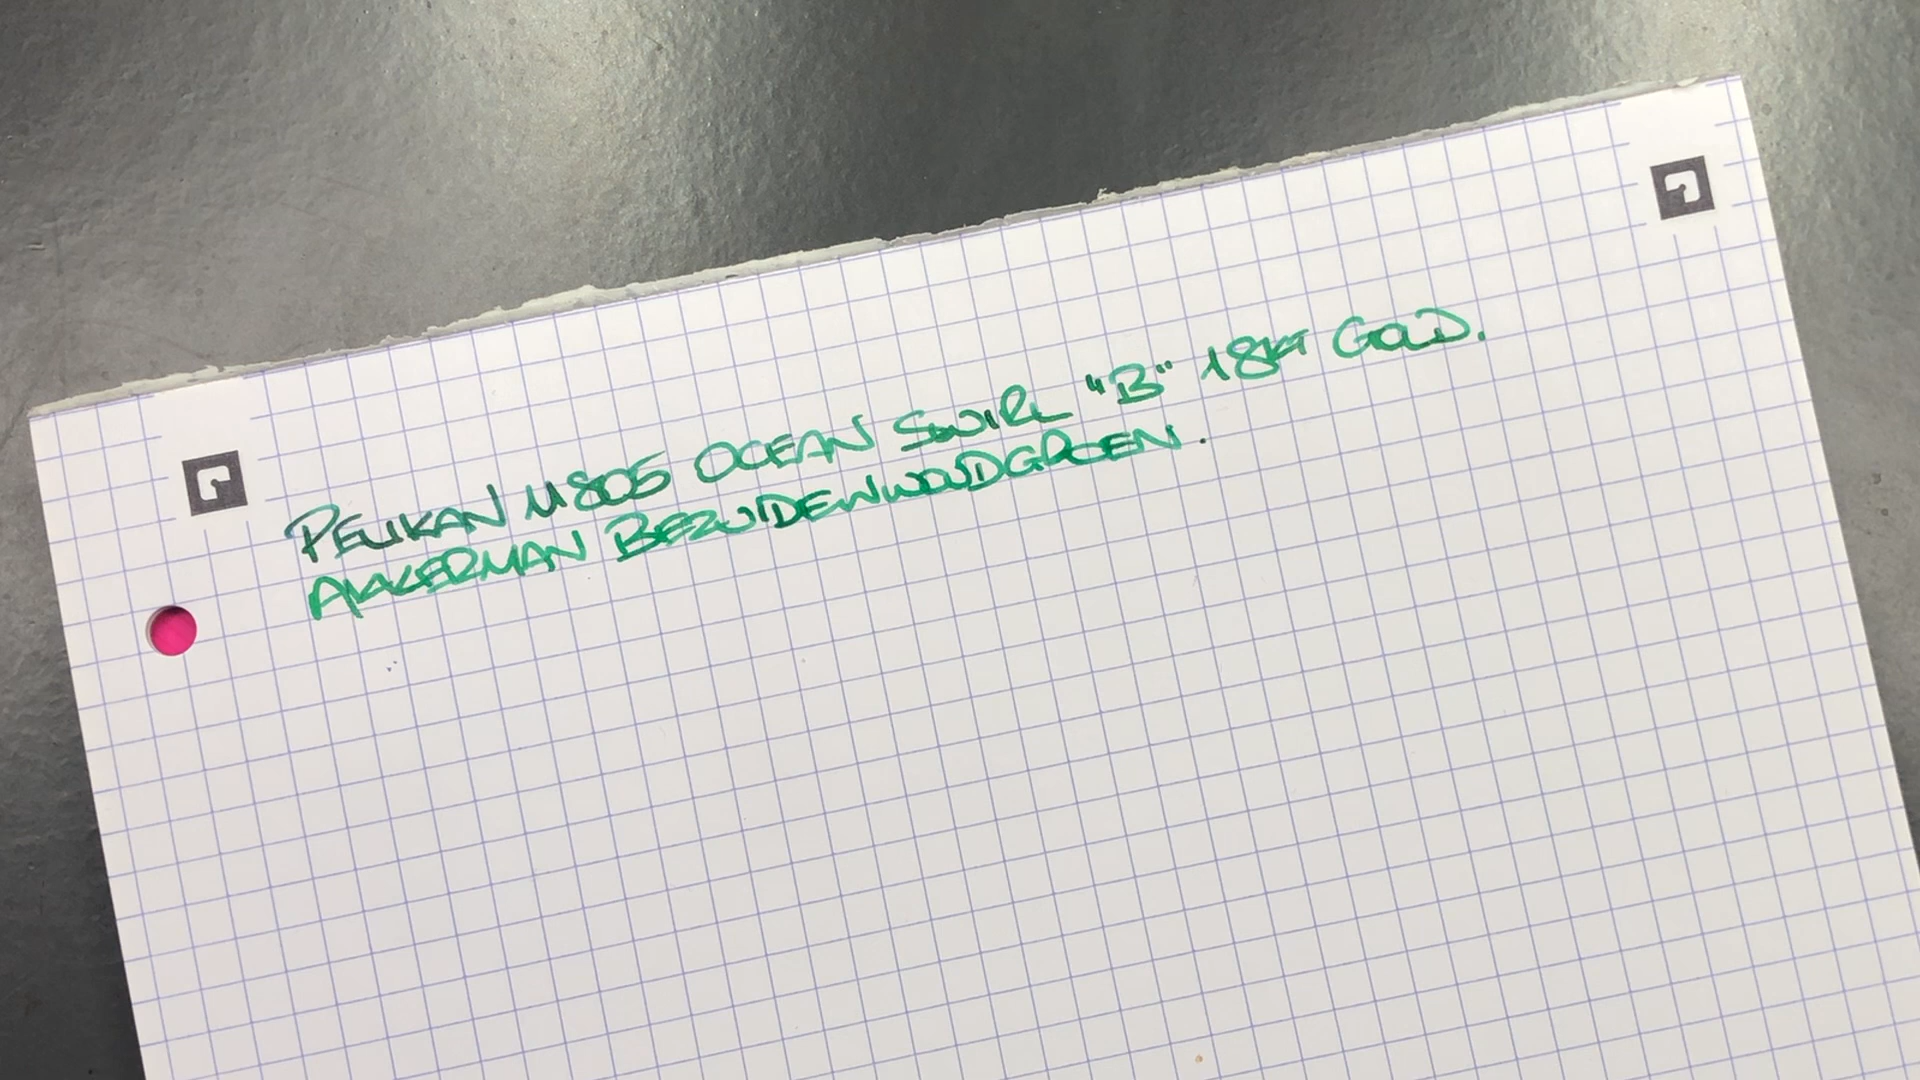 PELIKAN M805 OCEAN SWIRL "B" 18KT GOLD.
AKKERMAN BEZUIDENWOUDGROEN.